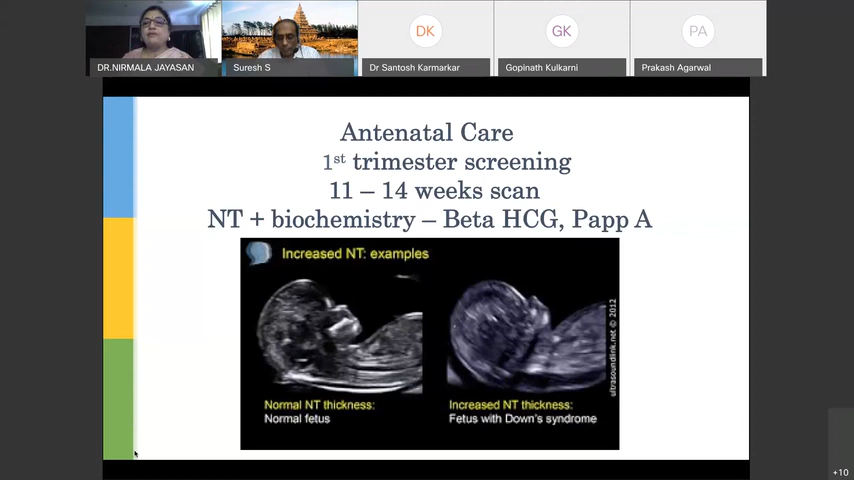 DK
GK
PA
DR.NIRMALA JAYASAN
Suresh S
Dr Santosh Karmarkar
Gopinath Kulkarni
Prakash Agarwal
Antenatal Care
1st trimester screening
11 – 14 weeks scan
NT + biochemistry – Beta HCG, Papp A
Increased NT: examples
ultrasoundlink.net © 2012
Normal NT thickness:
Normal fetus
Increased NT thickness:
Fetus with Down's syndrome
+10